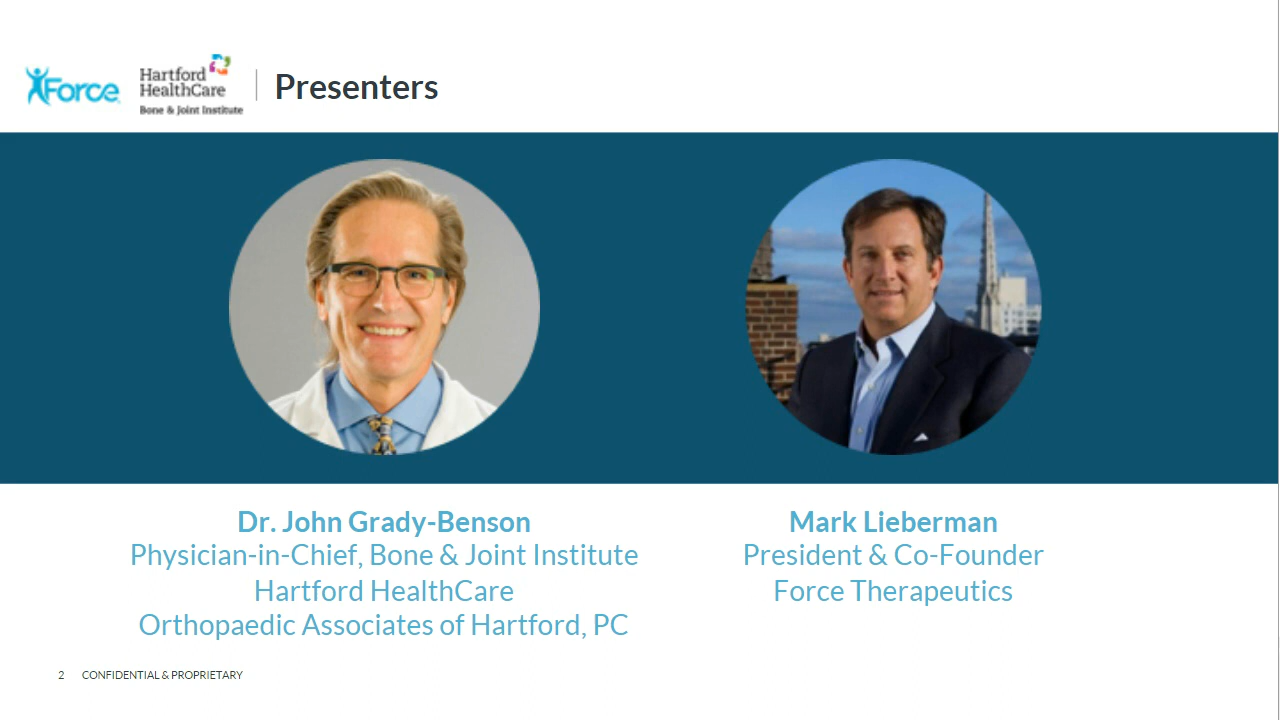 Force
Hartford
HealthCare
Bone & Joint Institute
Presenters
Dr. John Grady-Benson
Physician-in-Chief, Bone & Joint Institute
Hartford HealthCare
Orthopaedic Associates of Hartford, PC
Mark Lieberman
President & Co-Founder
Force Therapeutics
2 CONFIDENTIAL & PROPRIETARY